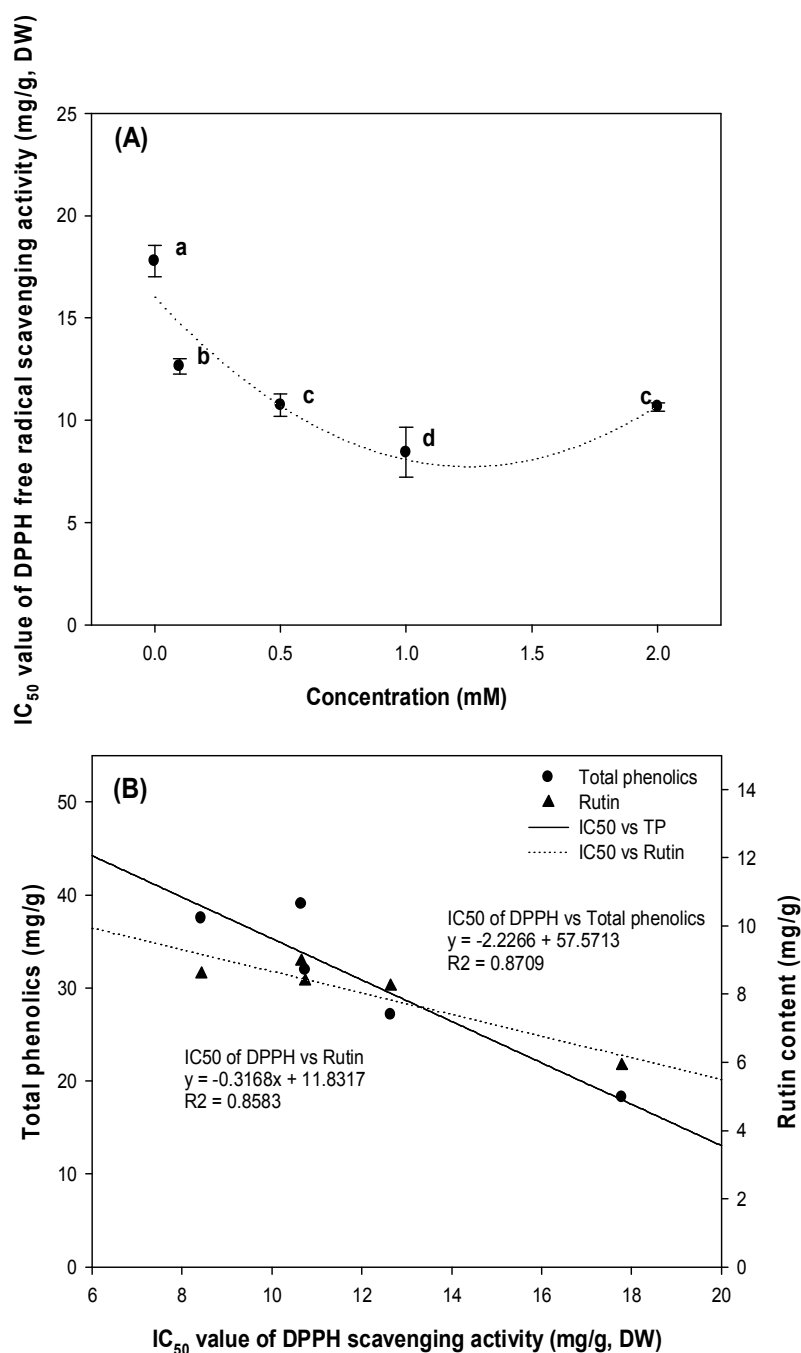 IC50 value of DPPH free radical scavenging activity (mg/g, DW)
25
(A)
20
a
15
b
c
c
10
d
5
0
0.0 0.5 1.0 1.5 2.0
Concentration (mM)
(B)
Total phenolics
Rutin
IC50 vs TP
IC50 vs Rutin
Total phenolics (mg/g)
50
40
30
20
10
0
IC50 of DPPH vs Total phenolics
y = -2.2266 + 57.5713
R2 = 0.8709
IC50 of DPPH vs Rutin
y = -0.3168x + 11.8317
R2 = 0.8583
14
12
10
8
6
4
2
0
Rutin content (mg/g)
6 8 10 12 14 16 18 20
IC50 value of DPPH scavenging activity (mg/g, DW)